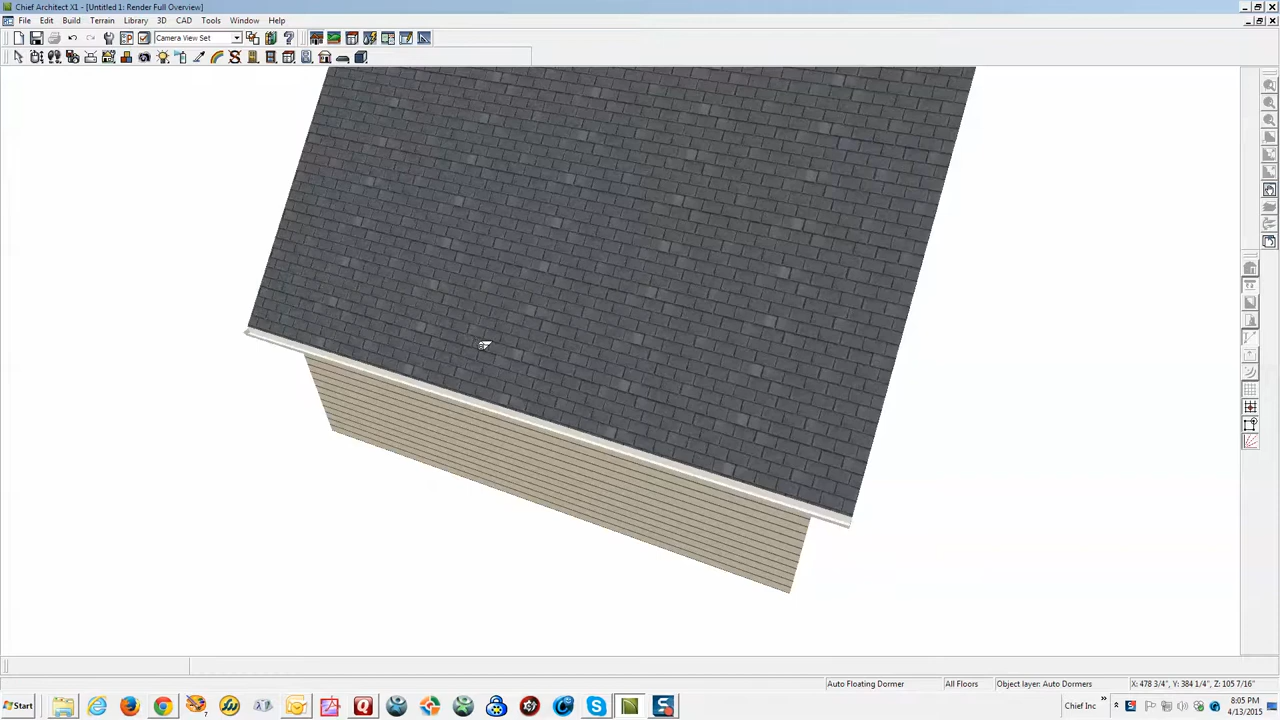 Chief Architect X1 - [Untitled 1: Render Full Overview]
File Edit Build Terrain Library 3D CAD Tools Window Help
Camera View Set
Auto Floating Dormer
All Floors
Object layer: Auto Dormers
X: 478 3/4", Y: 384 1/4", Z: 105 7/16"
Start
Chief Inc
8:05 PM
4/13/2015